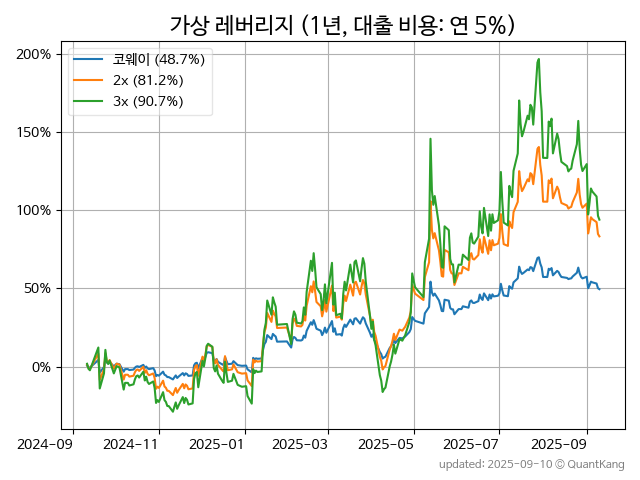 가상 레버리지 (1년, 대출 비용: 연 5%)
200%
150%
100%
50%
0%
코웨이 (48.7%)
2x (81.2%)
3x (90.7%)
2024-09
2024-11
2025-01
2025-03
2025-05
2025-07
2025-09
updated: 2025-09-10 © QuantKang